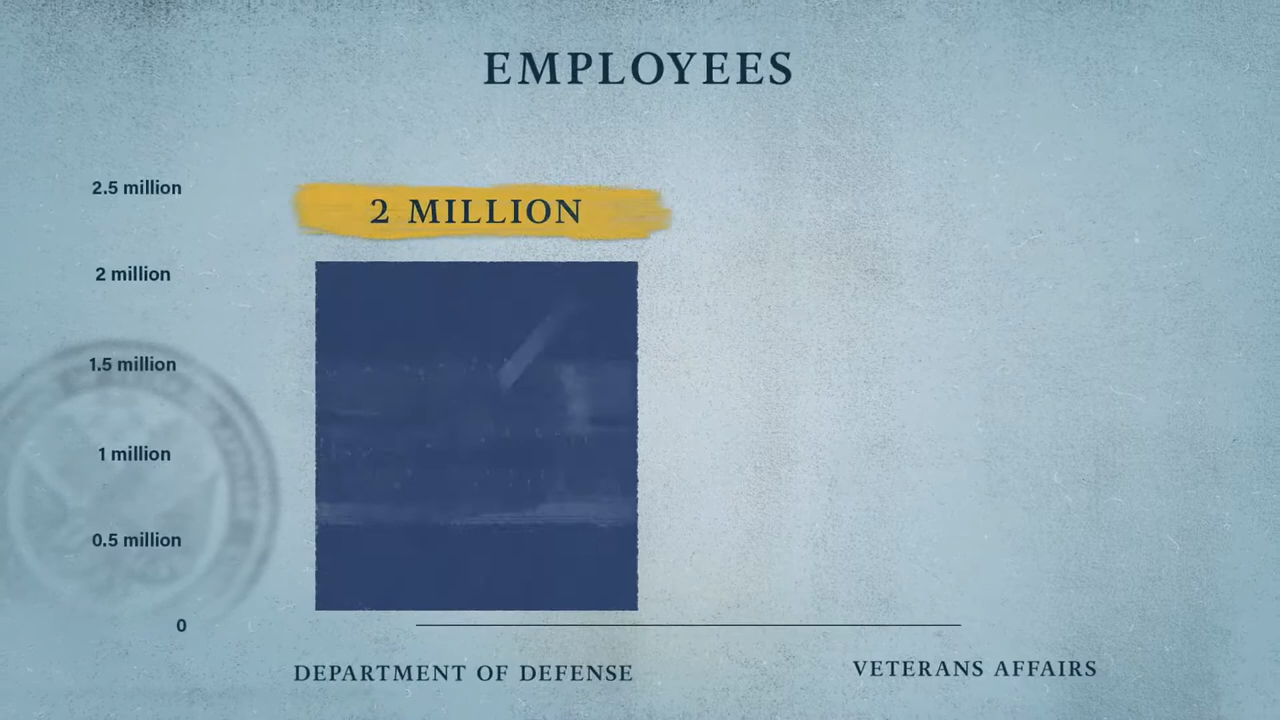 EMPLOYEES
2.5 million
2 MILLION
2 million
1.5 million
1 million
0.5 million
0
DEPARTMENT OF DEFENSE
VETERANS AFFAIRS